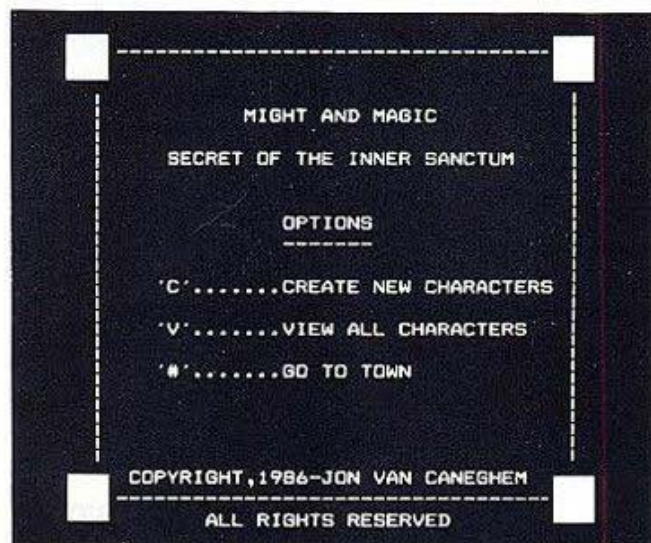 MIGHT AND MAGIC
SECRET OF THE INNER SANCTUM
OPTIONS
'C'.......CREATE NEW CHARACTERS
'V'.......VIEW ALL CHARACTERS
'#'.......GO TO TOWN
COPYRIGHT,1986-JON VAN CANEGHEM
ALL RIGHTS RESERVED